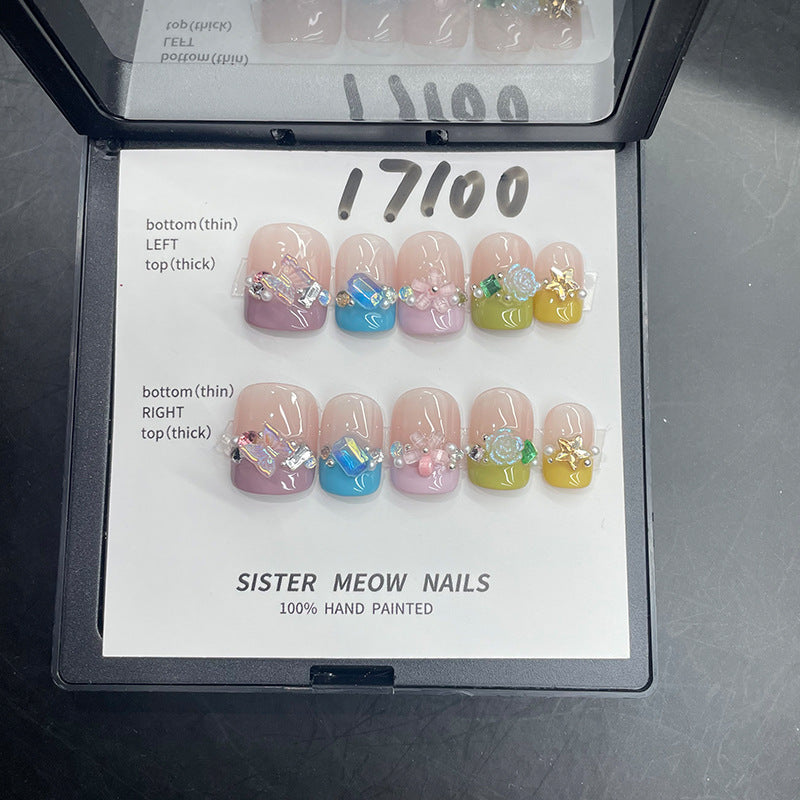 17100
bottom(thin)
LEFT
top(thick)
bottom(thin)
RIGHT
top(thick)
SISTER MEOW NAILS
100% HAND PAINTED